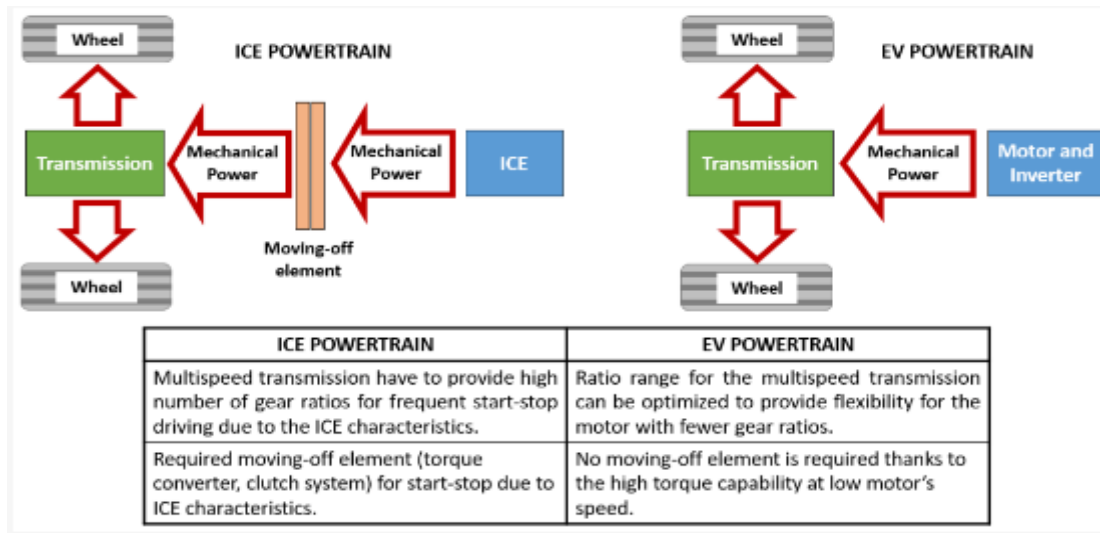 Wheel
ICE POWERTRAIN
Transmission
Mechanical
Power
Mechanical
Power
ICE
Moving-off
element
Wheel
Wheel
EV POWERTRAIN
Transmission
Mechanical
Power
Motor and
Inverter
Wheel
ICE POWERTRAIN
EV POWERTRAIN
Multispeed transmission have to provide high
number of gear ratios for frequent start-stop
driving due to the ICE characteristics.
Ratio range for the multispeed transmission
can be optimized to provide flexibility for the
motor with fewer gear ratios.
Required moving-off element (torque
converter, clutch system) for start-stop due to
ICE characteristics.
No moving-off element is required thanks to
the high torque capability at low motor's
speed.